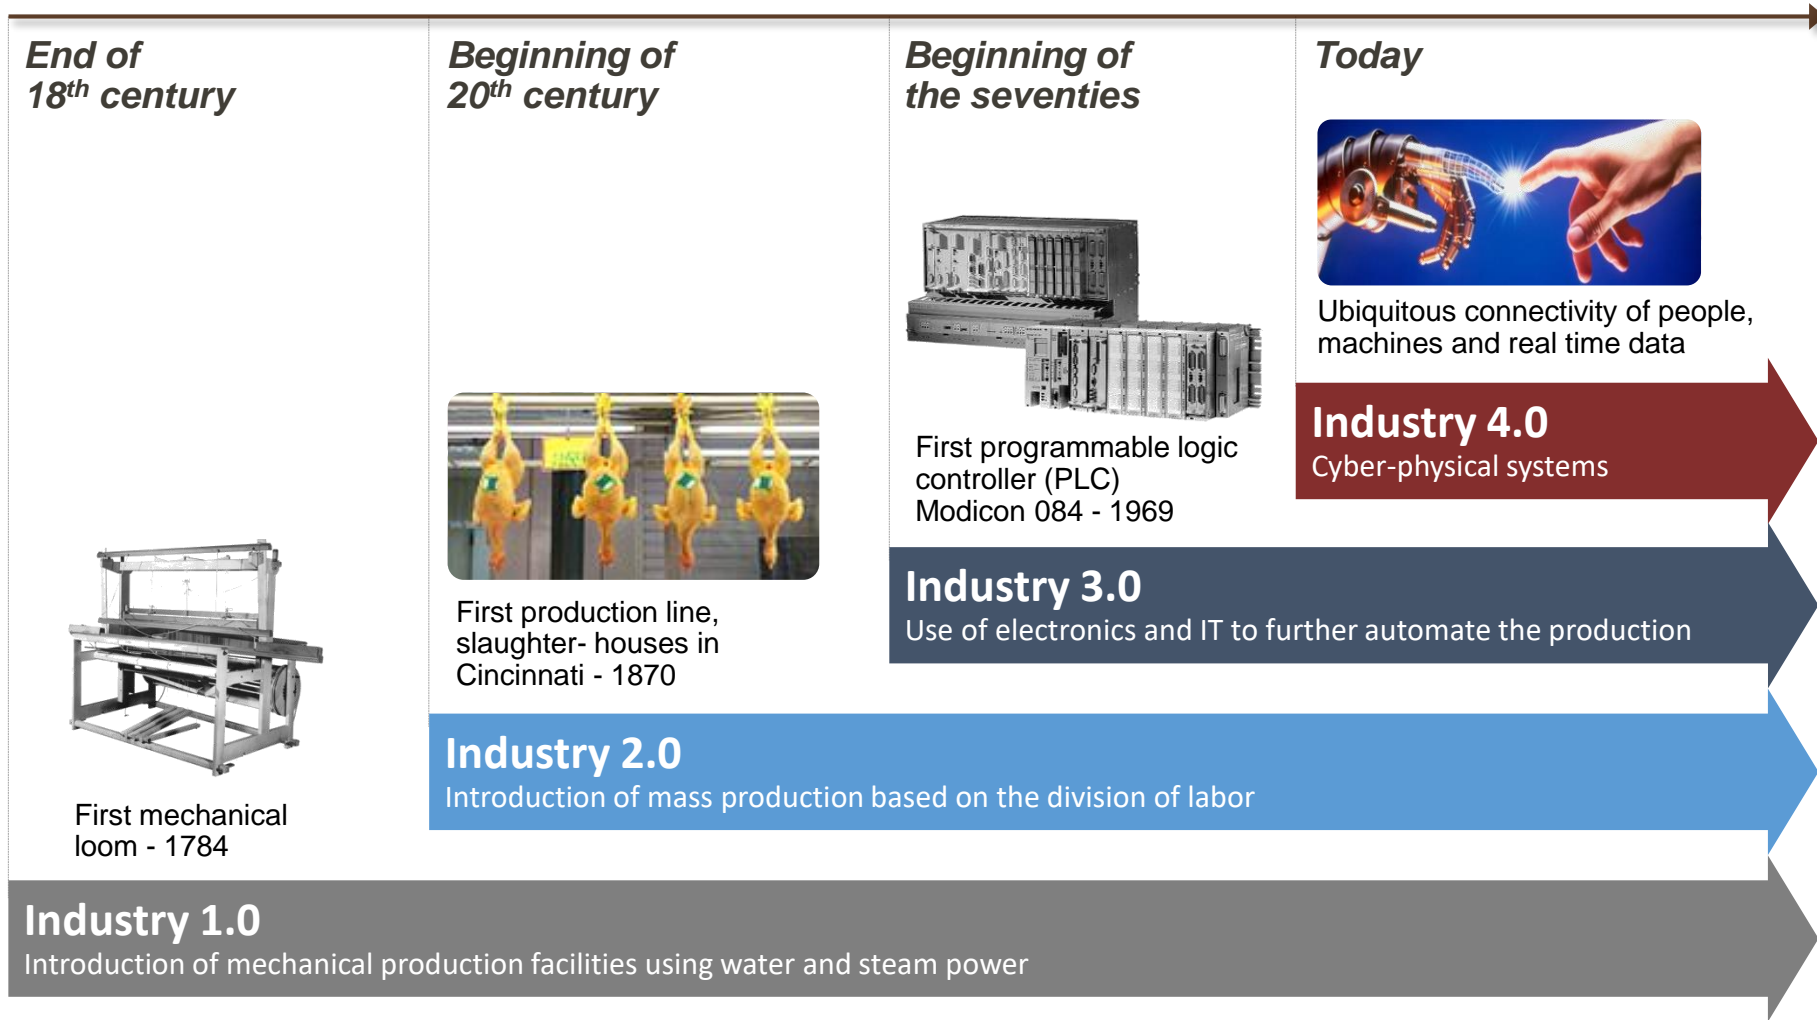 End of
18th century
Beginning of
20th century
Beginning of
the seventies
Today
Ubiquitous connectivity of people,
machines and real time data
Industry 4.0
Cyber-physical systems
First programmable logic
controller (PLC)
Modicon 084 - 1969
Industry 3.0
Use of electronics and IT to further automate the production
First production line,
slaughter- houses in
Cincinnati - 1870
Industry 2.0
Introduction of mass production based on the division of labor
First mechanical
loom - 1784
Industry 1.0
Introduction of mechanical production facilities using water and steam power